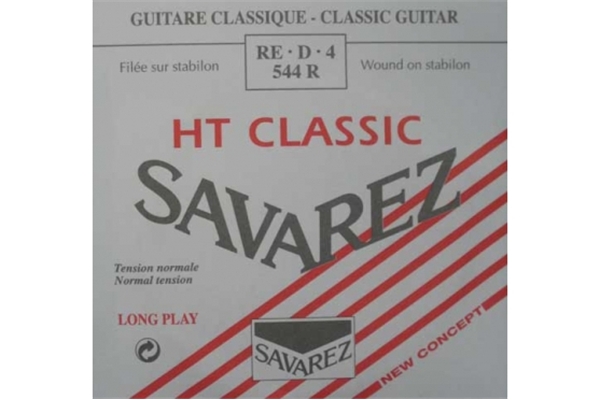 GUITARE CLASSIQUE - CLASSIC GUITAR
RE · D · 4
544 R
Filée sur stabilon
Wound on stabilon
HT CLASSIC
SAVAREZ
Tension normale
Normal tension
LONG PLAY
SAVAREZ
NEW CONCEPT